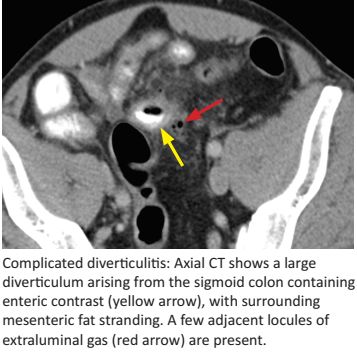 Complicated diverticulitis: Axial CT shows a large
diverticulum arising from the sigmoid colon containing
enteric contrast (yellow arrow), with surrounding
mesenteric fat stranding. A few adjacent locules of
extraluminal gas (red arrow) are present.